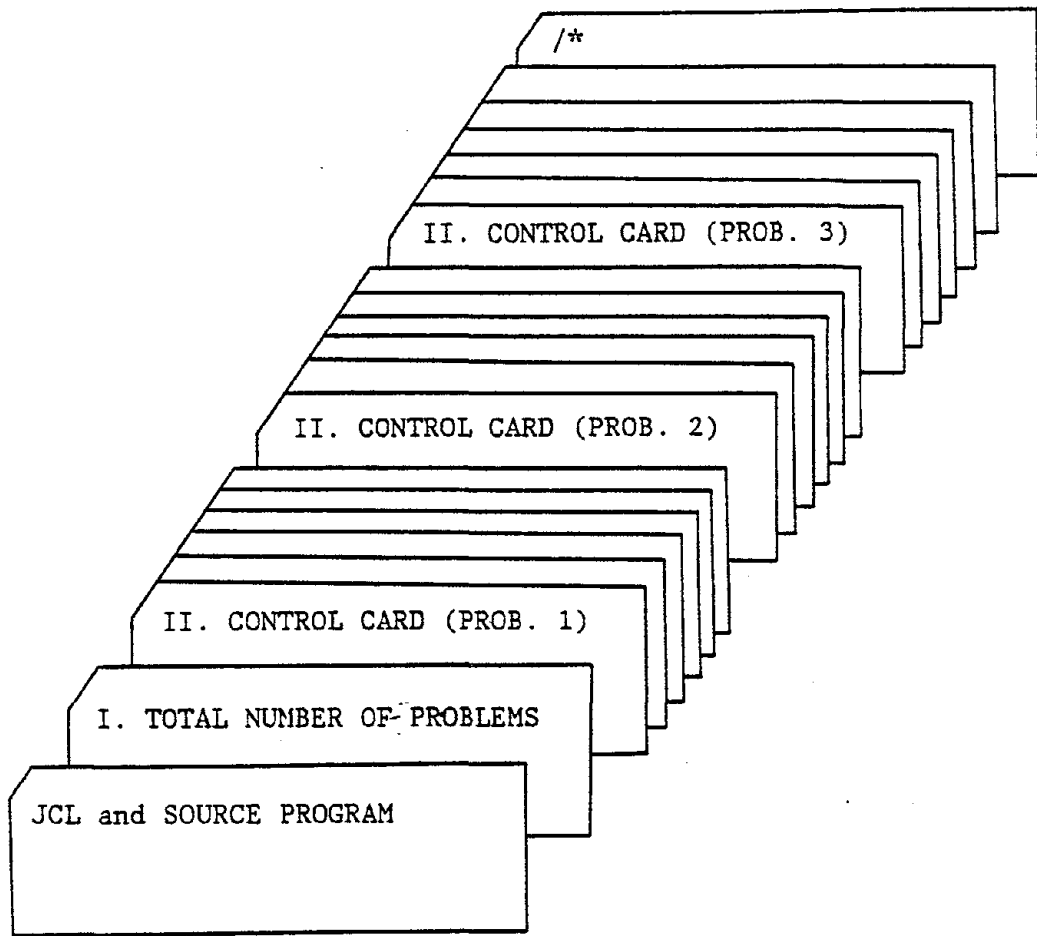 /*
II. CONTROL CARD (PROB. 3)
II. CONTROL CARD (PROB. 2)
II. CONTROL CARD (PROB. 1)
I. TOTAL NUMBER OF PROBLEMS
JCL and SOURCE PROGRAM